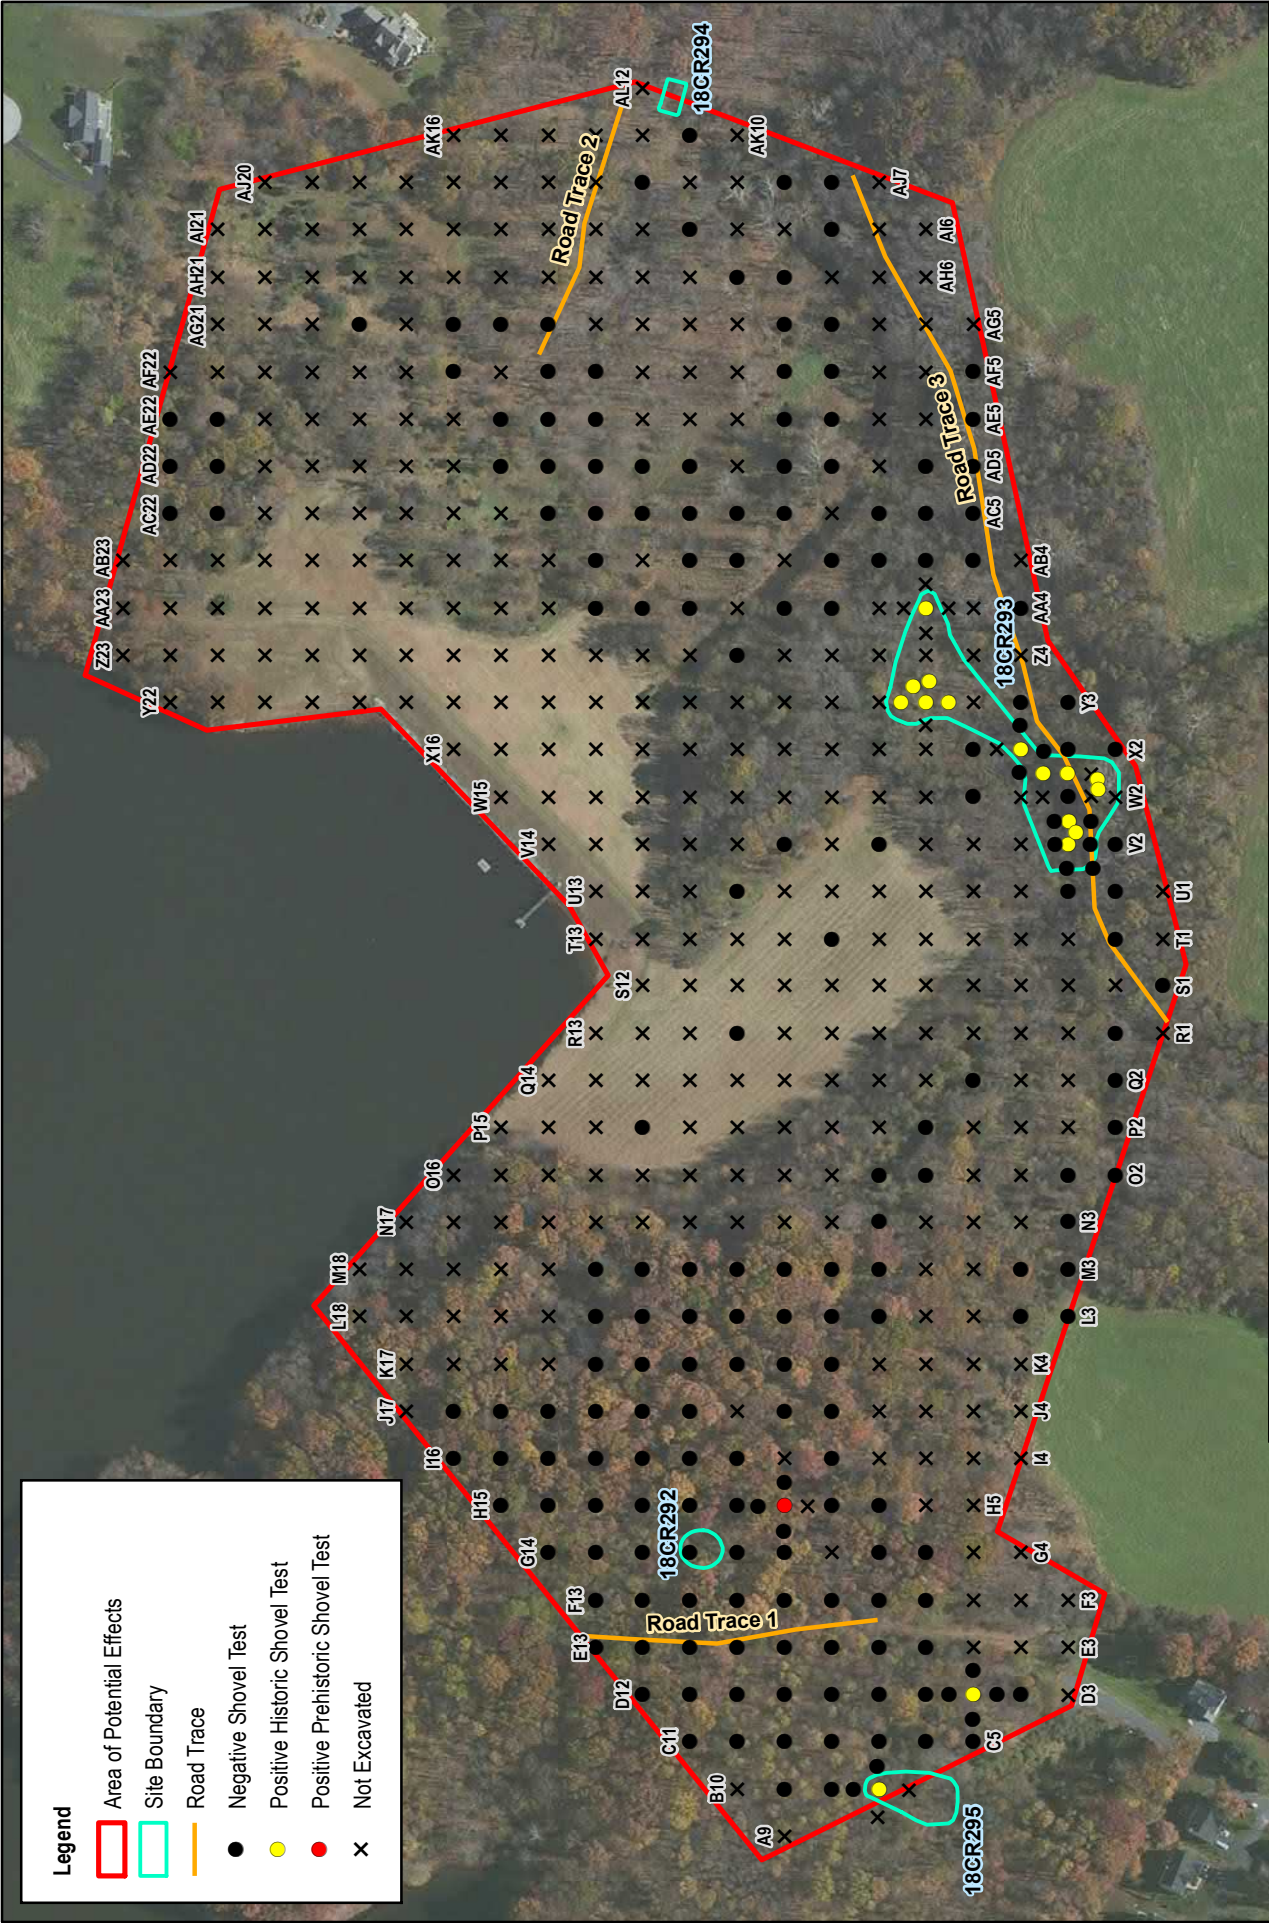 Legend
Area of Potential Effects
Site Boundary
Road Trace
Negative Shovel Test
Positive Historic Shovel Test
Positive Prehistoric Shovel Test
Not Excavated
A9
B10
C11
D12
E13
F13
G14
H15
I16
J17
K17
L18
M18
N17
O16
P15
Q14
R13
S12
T13
U13
V14
W15
X16
Y22
Z23
AA23
AB23
AC22
AD22
AE22
AF22
AG21
AH21
AI21
AJ20
AK16
AL12
18CR292
Road Trace 1
Road Trace 2
18CR294
Road Trace 3
18CR293
18CR295
C5
D3
E3
F3
G4
H5
I4
J4
K4
L3
M3
N3
O2
P2
Q2
R1
S1
T1
U1
V2
W2
X2
Y3
Z4
AA4
AB4
AC5
AD5
AE5
AF5
AG5
AH6
AI6
AJ7
AK10